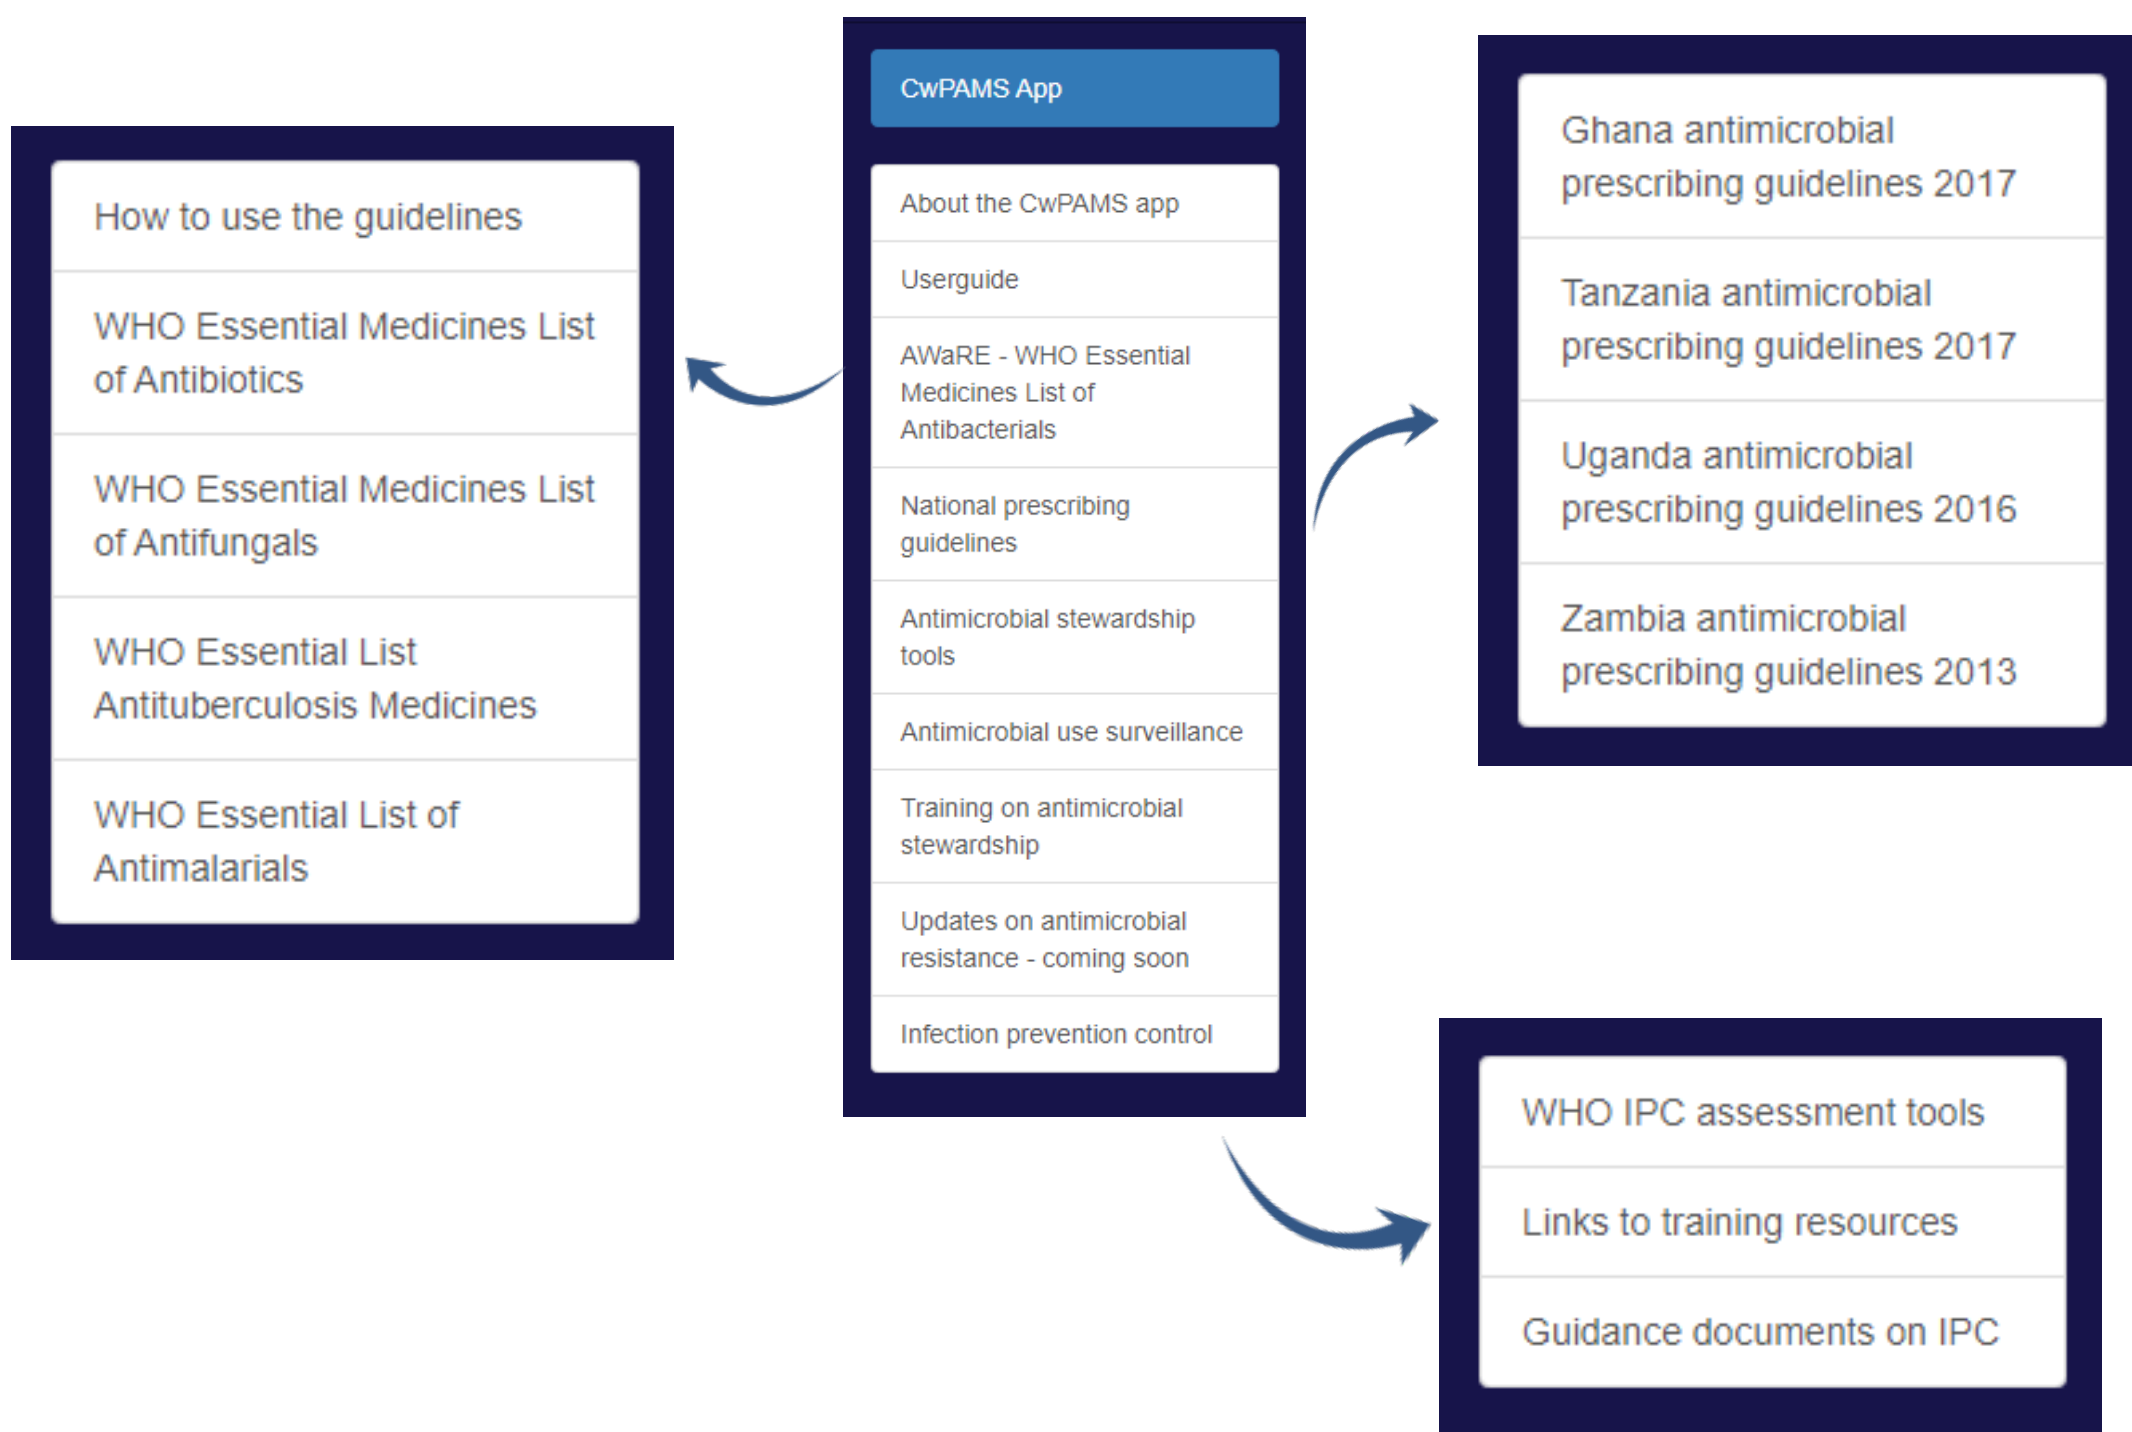 CwPAMS App
About the CwPAMS app
Userguide
AWaRE - WHO Essential
Medicines List of
Antibacterials
National prescribing
guidelines
Antimicrobial stewardship
tools
Antimicrobial use surveillance
Training on antimicrobial
stewardship
Updates on antimicrobial
resistance - coming soon
Infection prevention control
How to use the guidelines
WHO Essential Medicines List
of Antibiotics
WHO Essential Medicines List
of Antifungals
WHO Essential List
Antituberculosis Medicines
WHO Essential List of
Antimalarials
Ghana antimicrobial
prescribing guidelines 2017
Tanzania antimicrobial
prescribing guidelines 2017
Uganda antimicrobial
prescribing guidelines 2016
Zambia antimicrobial
prescribing guidelines 2013
WHO IPC assessment tools
Links to training resources
Guidance documents on IPC